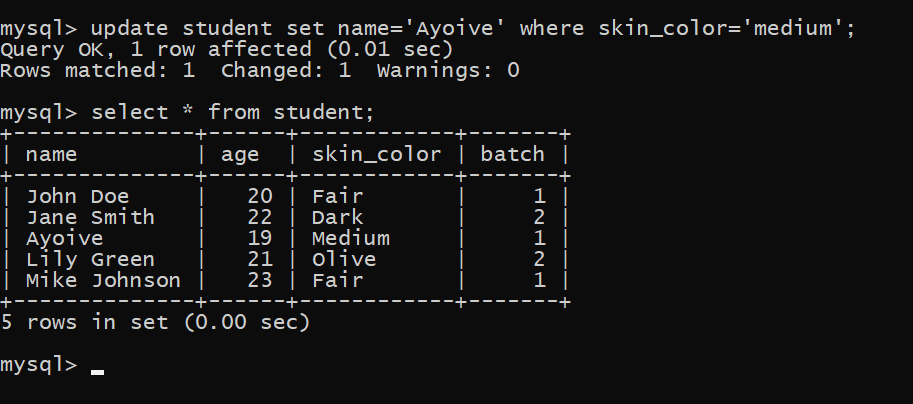 mysql> update student set name='Ayoive' where skin_color='medium';
Query OK, 1 row affected (0.01 sec)
Rows matched: 1  Changed: 1  Warnings: 0

mysql> select * from student;
+--------------+------+------------+-------+
| name         | age  | skin_color | batch |
+--------------+------+------------+-------+
| John Doe     |   20 | Fair       |     1 |
| Jane Smith   |   22 | Dark       |     2 |
| Ayoive       |   19 | Medium     |     1 |
| Lily Green   |   21 | Olive      |     2 |
| Mike Johnson |   23 | Fair       |     1 |
+--------------+------+------------+-------+
5 rows in set (0.00 sec)

mysql> _